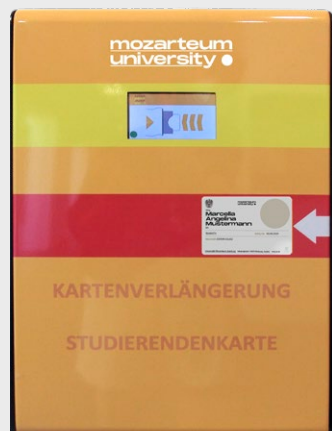 mozarteum
university
Marcella
Angelina
Mustermann
KARTENVERLÄNGERUNG
STUDIERENDENKARTE